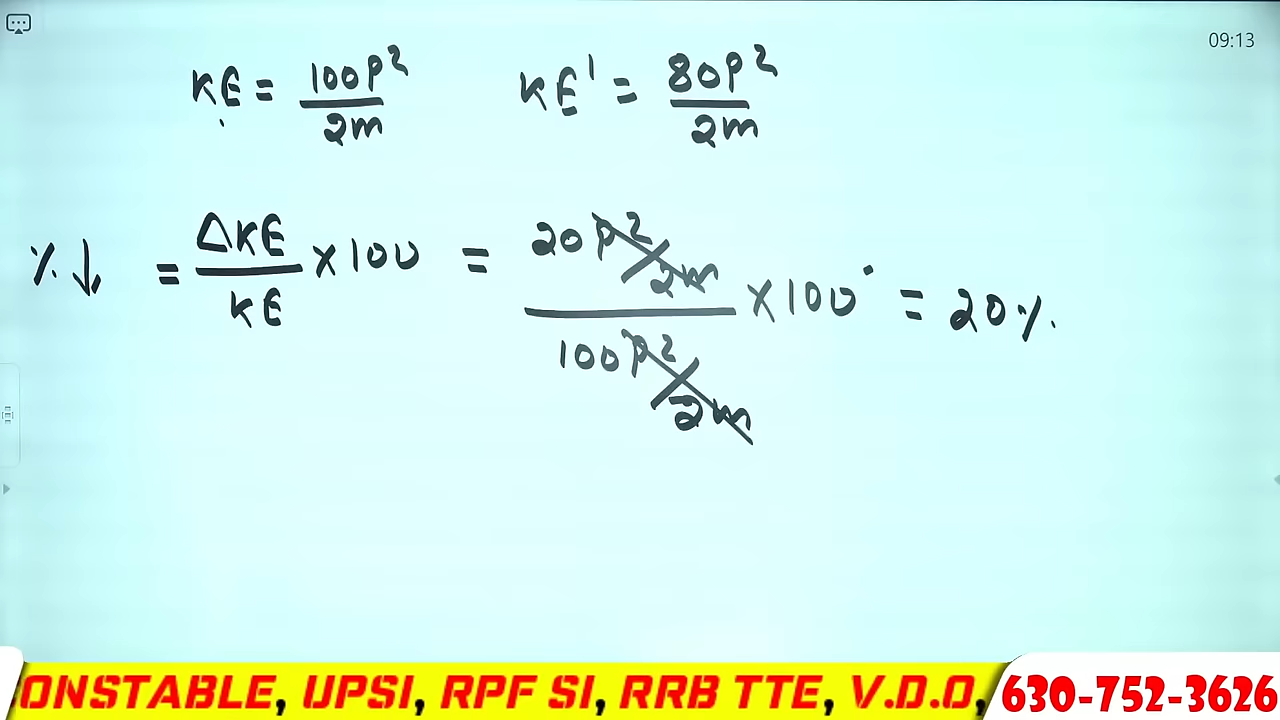 09:13
KE = 100P²/2m KE' = 80P²/2m
%↓ = ΔKE/KE ×100 = 20P²/2m / 100P²/2m ×100 = 20%.
ONSTABLE, UPSI, RPF SI, RRB TTE, V.D.O, 630-752-3626